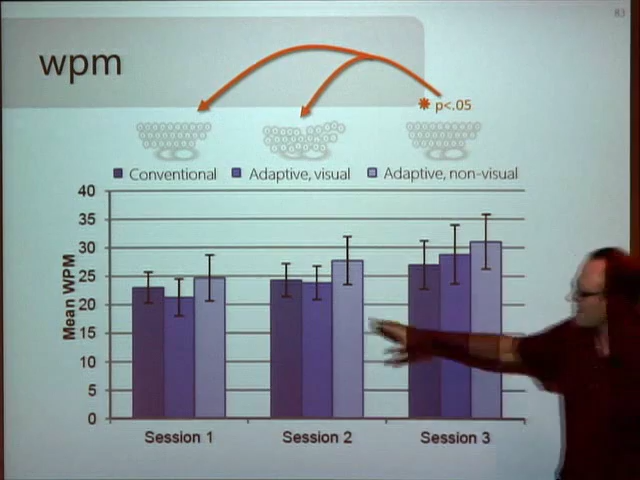 83
wpm
* p<.05
Conventional Adaptive, visual Adaptive, non-visual
40
35
30
25
20
15
10
5
0
Mean WPM
Session 1 Session 2 Session 3